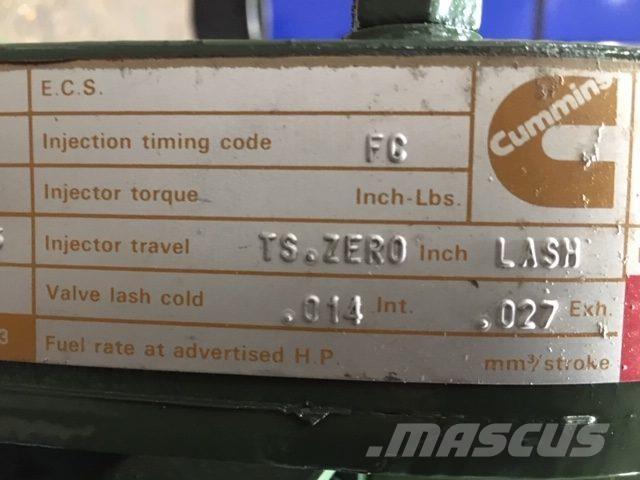 E.C.S.
Cummins
Injection timing code FC
Injector torque Inch-Lbs.
Injector travel TS.ZERO Inch LASH
Valve lash cold .014 Int. .027 Exh.
3 Fuel rate at advertised H.P. mm³/stroke
.MASCUS